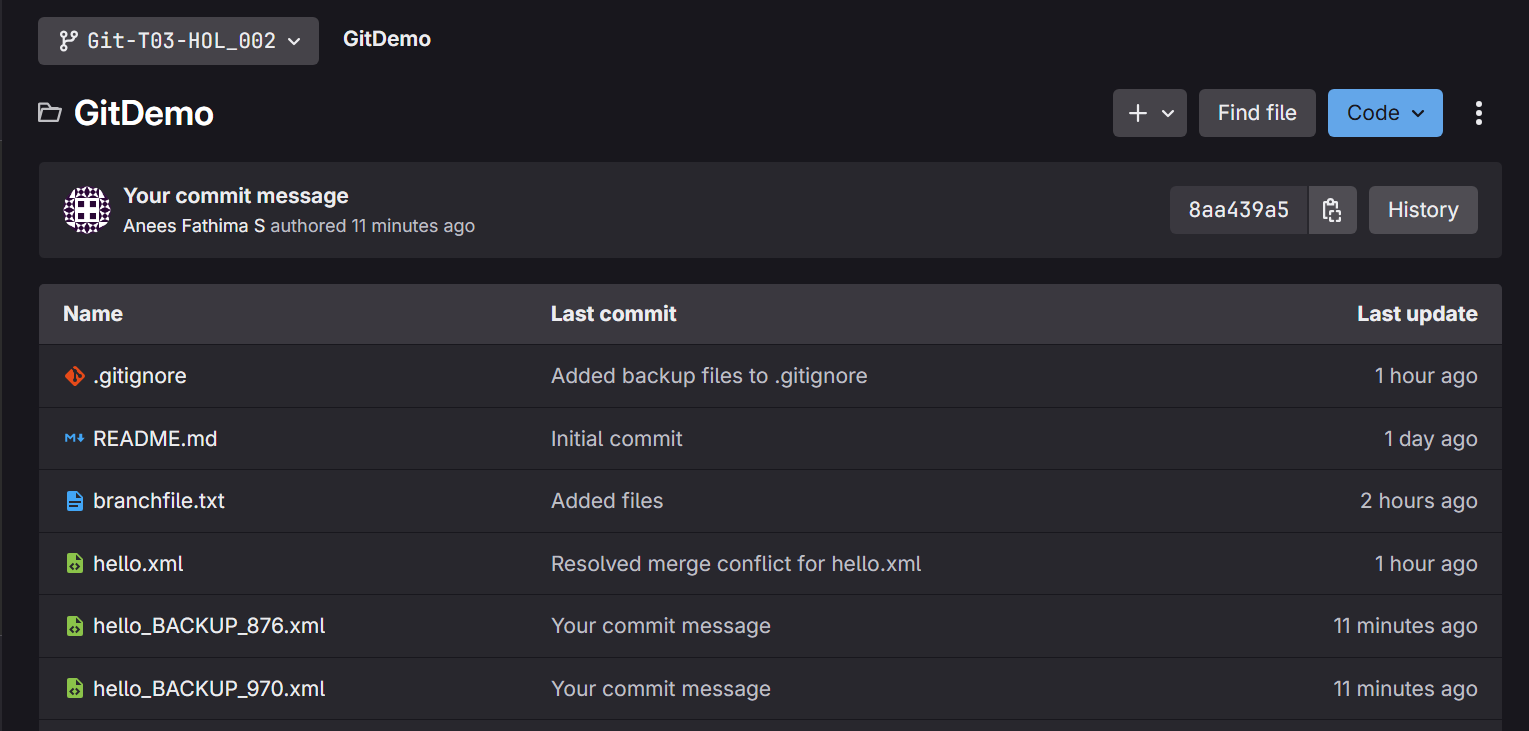 Git-T03-HOL_002 GitDemo
GitDemo
+ Find file Code
Your commit message
Anees Fathima S authored 11 minutes ago
8aa439a5 History
Name Last commit Last update
.gitignore Added backup files to .gitignore 1 hour ago
README.md Initial commit 1 day ago
branchfile.txt Added files 2 hours ago
hello.xml Resolved merge conflict for hello.xml 1 hour ago
hello_BACKUP_876.xml Your commit message 11 minutes ago
hello_BACKUP_970.xml Your commit message 11 minutes ago